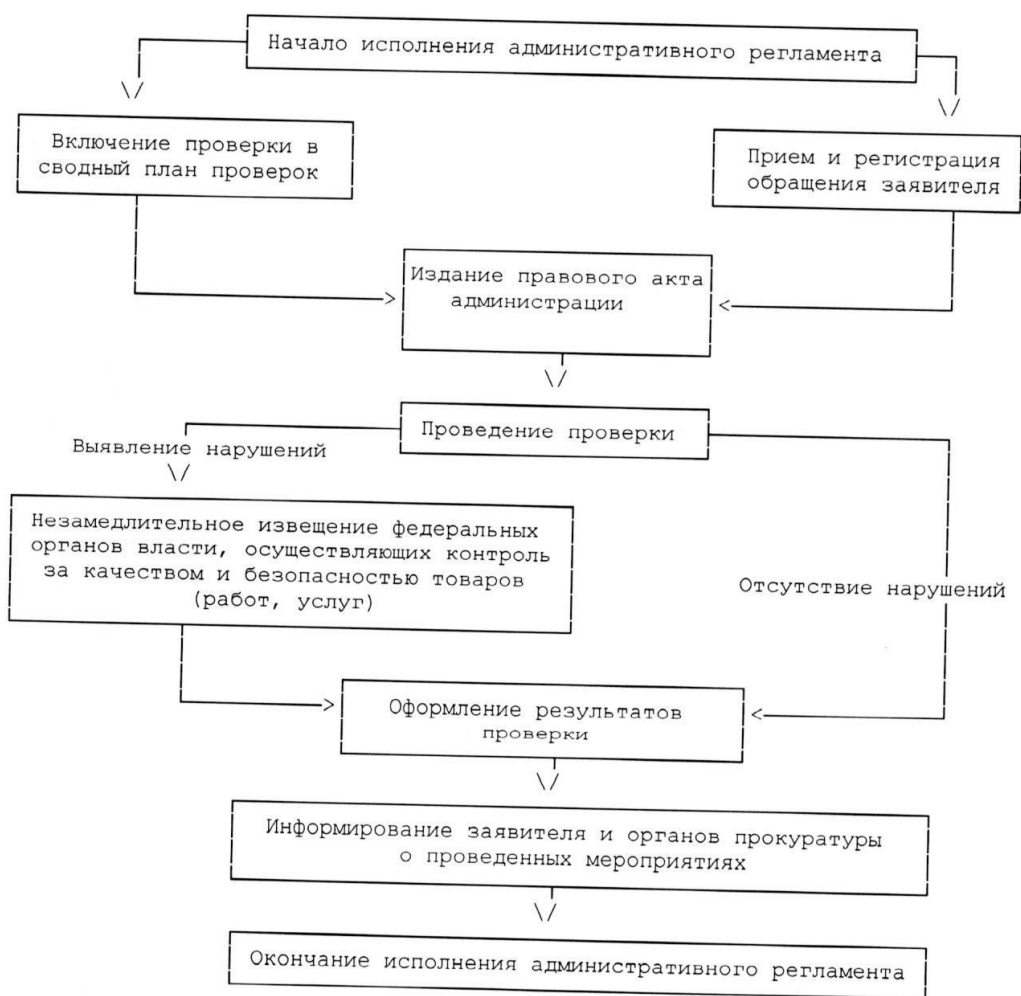 Начало исполнения административного регламента
Включение проверки в
сводный план проверок
Прием и регистрация
обращения заявителя
Издание правового акта
администрации
Проведение проверки
Выявление нарушений
Незамедлительное извещение федеральных
органов власти, осуществляющих контроль
за качеством и безопасностью товаров
(работ, услуг)
Отсутствие нарушений
Оформление результатов
проверки
Информирование заявителя и органов прокуратуры
о проведенных мероприятиях
Окончание исполнения административного регламента